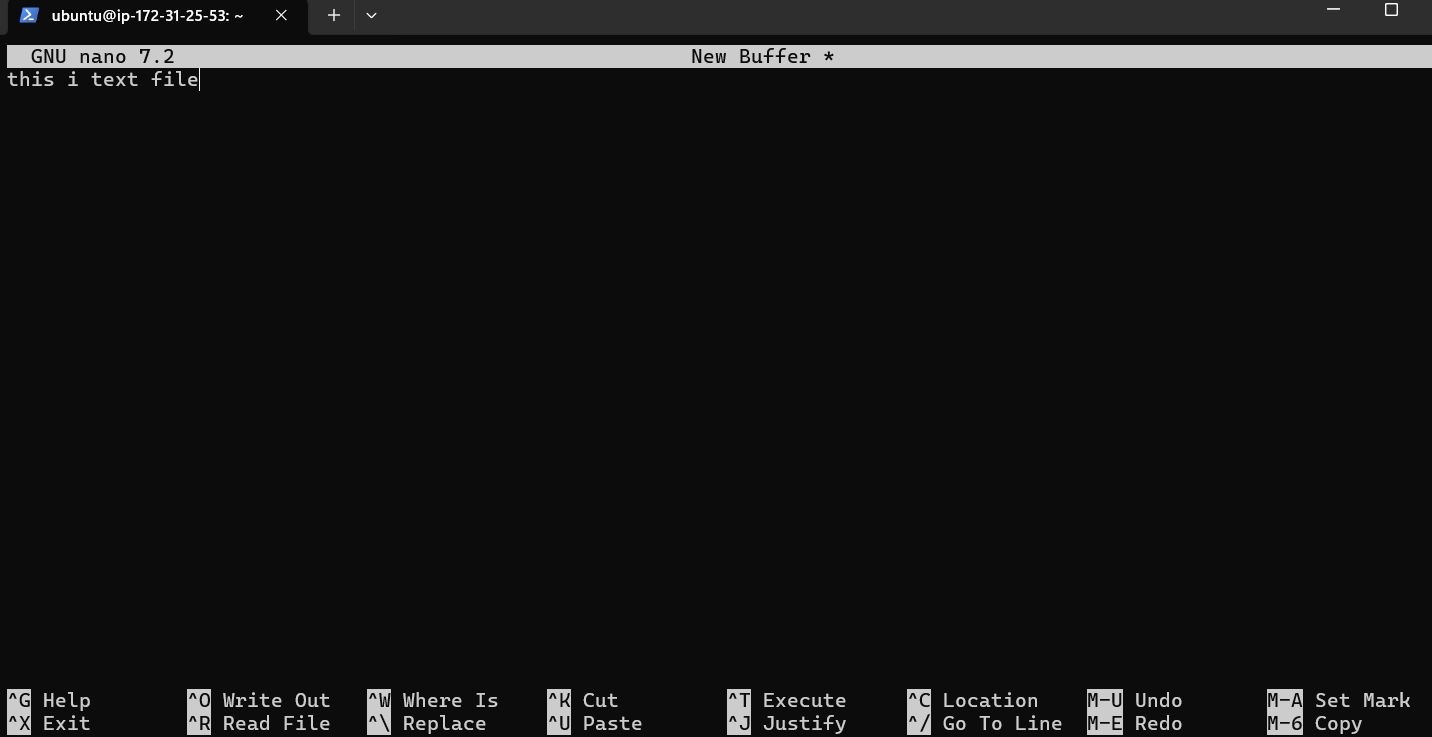 ubuntu@ip-172-31-25-53: ~
GNU nano 7.2 New Buffer *
this i text file
^G Help ^O Write Out ^W Where Is ^K Cut ^T Execute ^C Location M-U Undo M-A Set Mark
^X Exit ^R Read File ^\ Replace ^U Paste ^J Justify ^/ Go To Line M-E Redo M-6 Copy